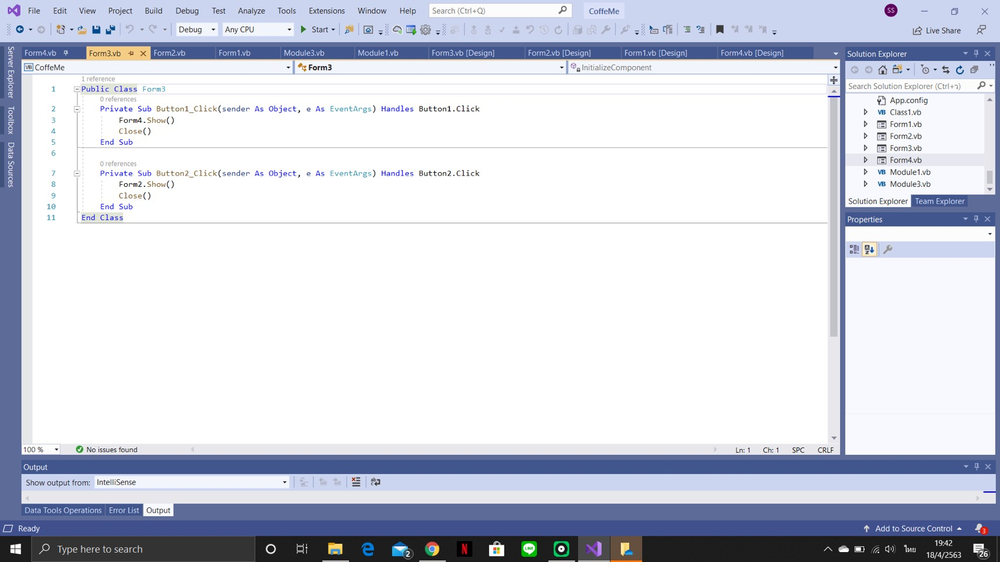 File Edit View Project Build Debug Test Analyze Tools Extensions Window Help Search (Ctrl+Q) CoffeMe SS
Debug Any CPU Start Live Share
Form4.vb Form3.vb Form2.vb Form1.vb Module3.vb Module1.vb Form3.vb [Design] Form2.vb [Design] Form1.vb [Design] Form4.vb [Design]
VB CoffeMe Form3 InitializeComponent
Server Explorer
Toolbox
Data Sources
1 reference
1 Public Class Form3
0 references
2 Private Sub Button1_Click(sender As Object, e As EventArgs) Handles Button1.Click
3 Form4.Show()
4 Close()
5 End Sub
6
0 references
7 Private Sub Button2_Click(sender As Object, e As EventArgs) Handles Button2.Click
8 Form2.Show()
9 Close()
10 End Sub
11 End Class
100 % No issues found Ln: 1 Ch: 1 SPC CRLF
Solution Explorer
Search Solution Explorer (Ctrl+ว)
App.config
VB Class1.vb
Form1.vb
Form2.vb
Form3.vb
Form4.vb
VB Module1.vb
VB Module3.vb
Solution Explorer Team Explorer
Properties
Output
Show output from: IntelliSense
Data Tools Operations Error List Output
Ready Add to Source Control 3
Type here to search 2 N LINE ไทย 19:42
18/4/2563 26